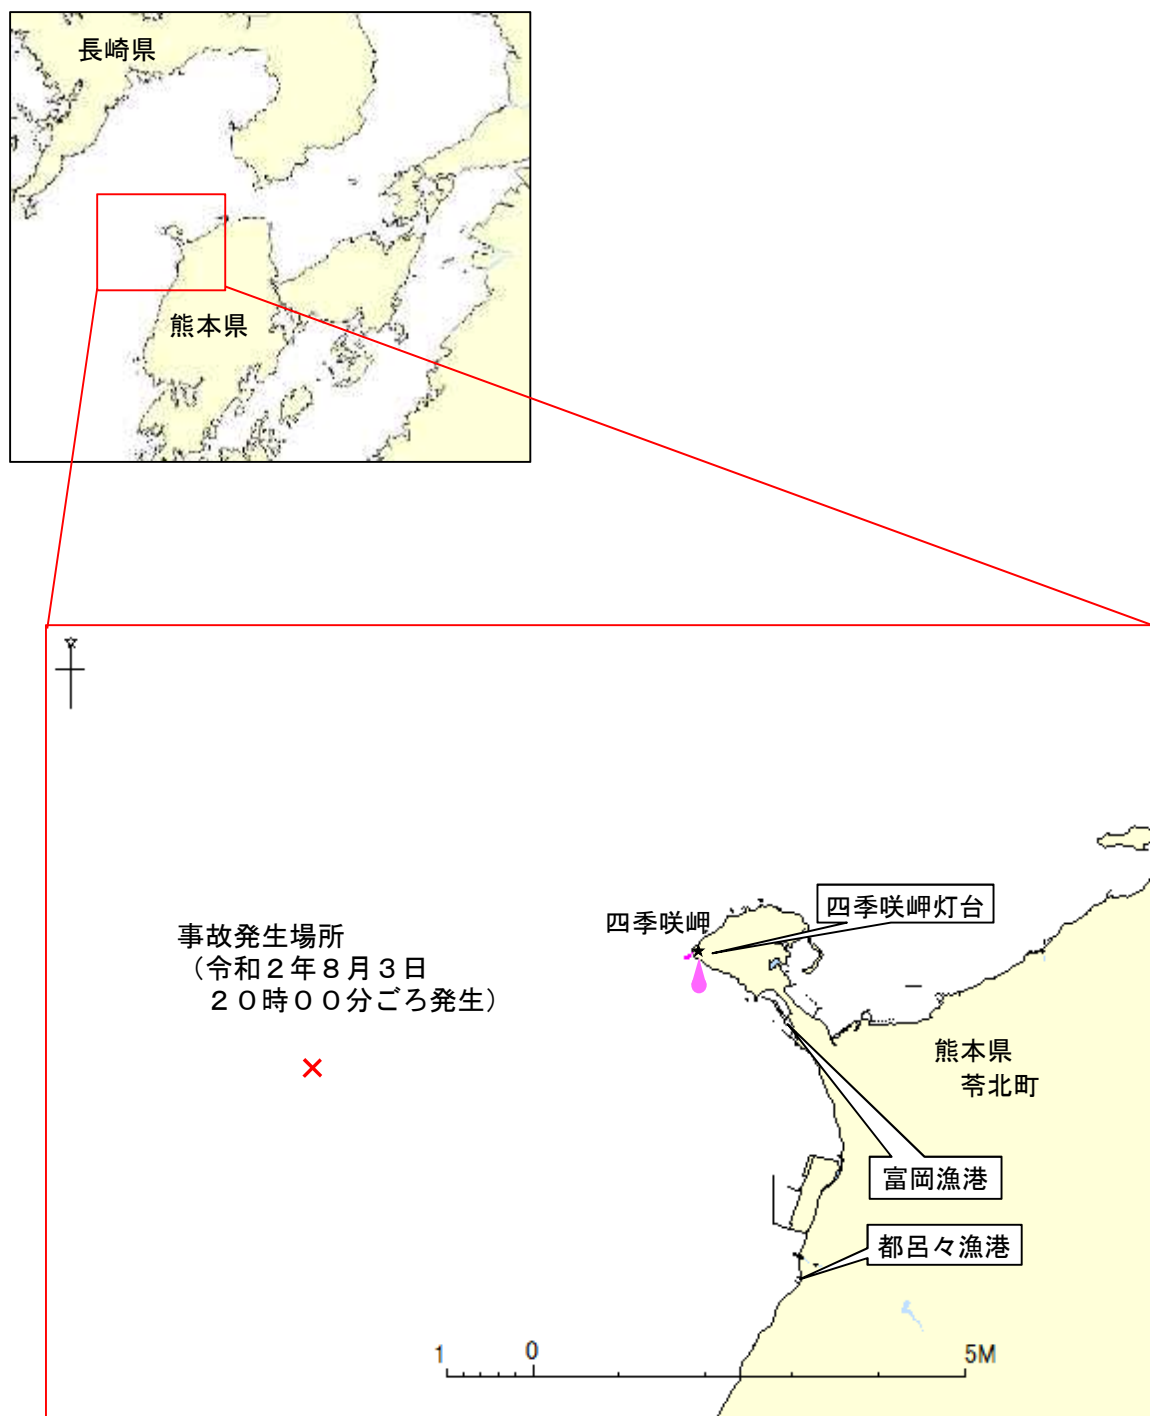 長崎県
熊本県
四季咲岬灯台
四季咲岬
事故発生場所
（令和２年８月３日
２０時００分ごろ発生）
熊本県
苓北町
富岡漁港
都呂々漁港
1 0 5M